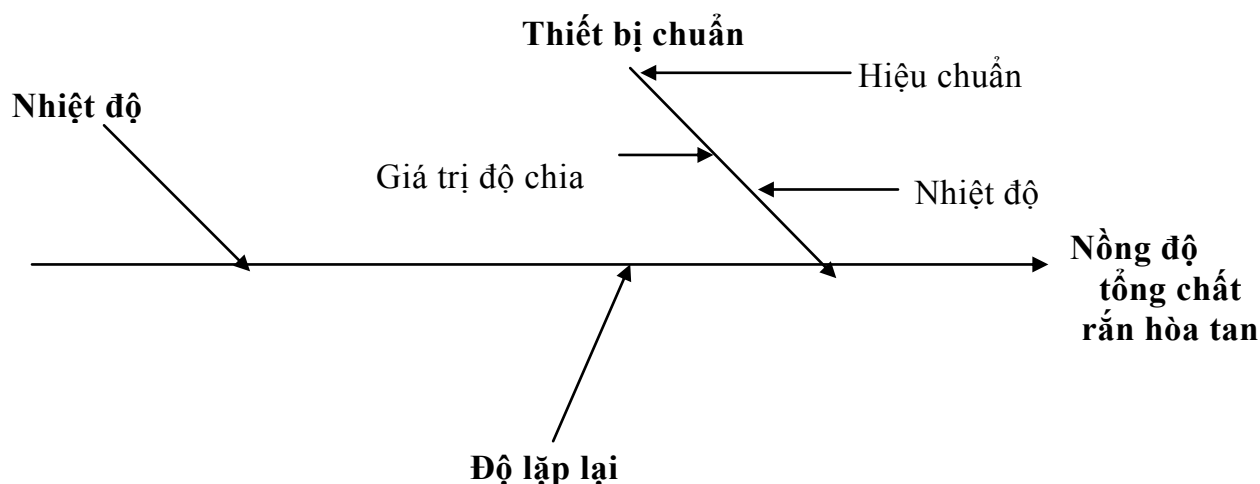 Thiết bị chuẩn
Hiệu chuẩn
Nhiệt độ
Giá trị độ chia
Nhiệt độ
Nồng độ
tổng chất
rắn hòa tan
Độ lặp lại